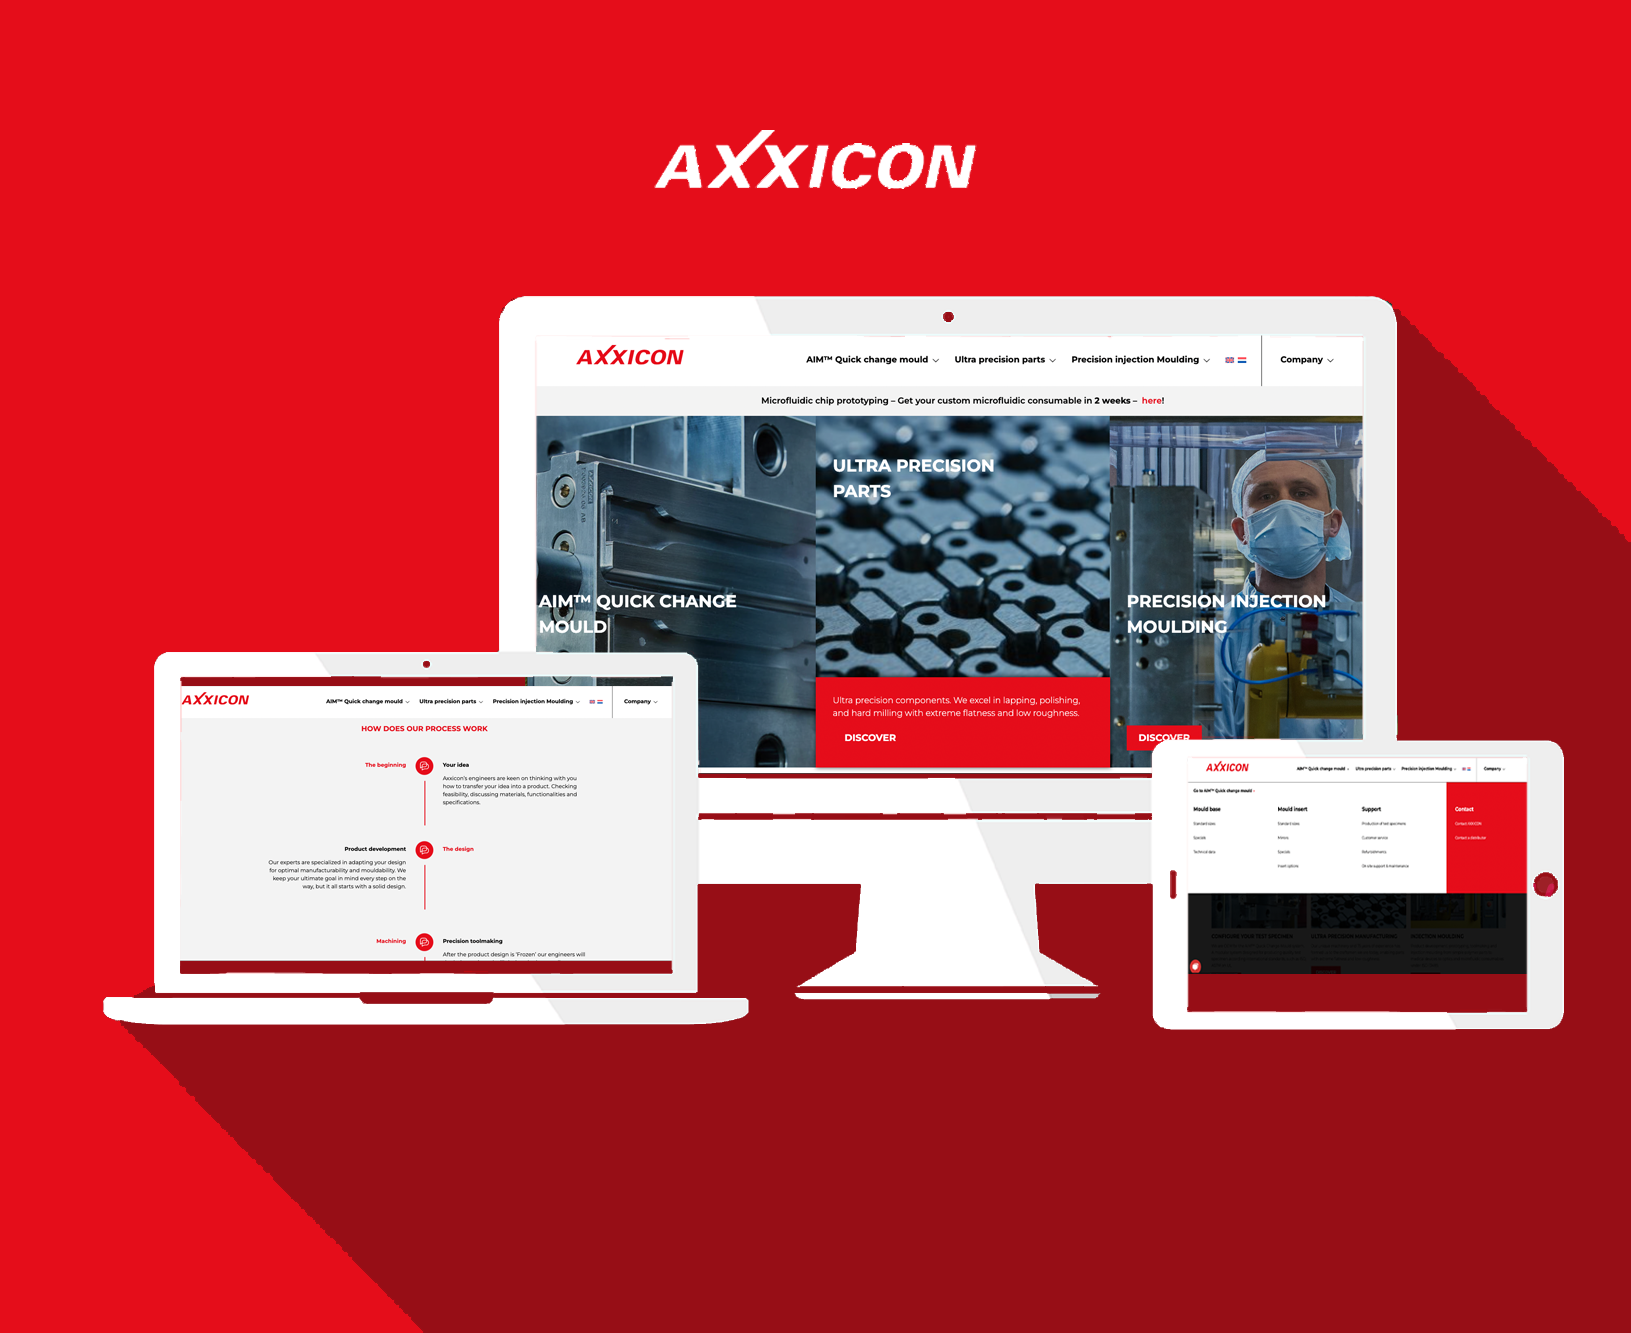 AXXICON
AXXICON
AIM™ Quick change mould
Ultra precision parts
Precision injection Moulding
Company
Microfluidic chip prototyping – Get your custom microfluidic consumable in 2 weeks – here!
AIM™ QUICK CHANGE
MOULD
ULTRA PRECISION
PARTS
Ultra precision components. We excel in lapping, polishing,
and hard milling with extreme flatness and low roughness.
DISCOVER
PRECISION INJECTION
MOULDING
DISCOVER
AXXICON
AIM™ Quick change mould
Ultra precision parts
Precision injection Moulding
Company
HOW DOES OUR PROCESS WORK
The beginning
Your idea
Axxicon's engineers are keen on thinking with you
how to transfer your idea into a product. Checking
feasibility, discussing materials, functionalities and
specifications.
Product development
The design
Our experts are specialized in adapting your design
for optimal manufacturability and mouldability. We
keep your ultimate goal in mind every step on the
way, but it all starts with a solid design.
Machining
Precision toolmaking
After the product design is 'Frozen' our engineers will
AXXICON
AIM™ Quick change mould
Ultra precision parts
Precision injection Moulding
Company
Go to AIM™ Quick change mould
Mould base
Standard sizes
Specials
Technical data
Mould insert
Standard sizes
Mirrors
Specials
Insert options
Support
Production of test specimens
Customer service
Refurbishments
On site support & maintenance
Contact
Contact AXXICON
Contact a distributor
CONFIGURE YOUR TEST SPECIMEN
ULTRA PRECISION MANUFACTURING
INJECTION MOULDING